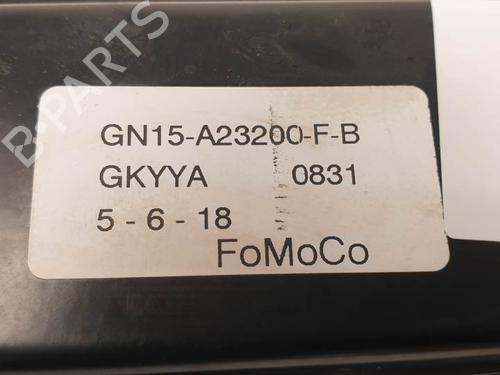 B-PARTS
GN15-A23200-F-B
GKYYA 0831
5 - 6 - 18
FoMoCo